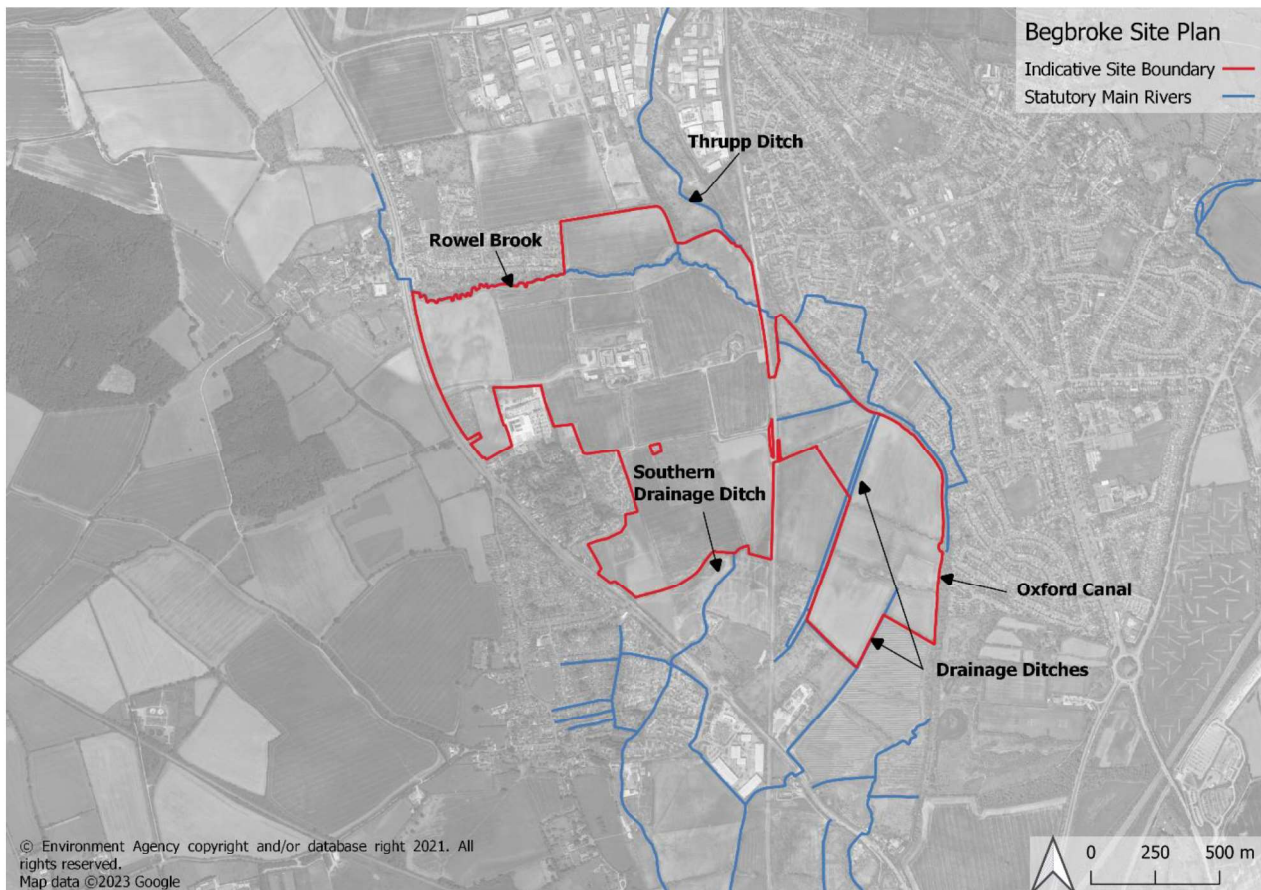 Begbroke Site Plan
Indicative Site Boundary
Statutory Main Rivers
Thrupp Ditch
Rowel Brook
Southern
Drainage Ditch
Oxford Canal
Drainage Ditches
© Environment Agency copyright and/or database right 2021. All
rights reserved.
Map data ©2023 Google
0 250 500 m